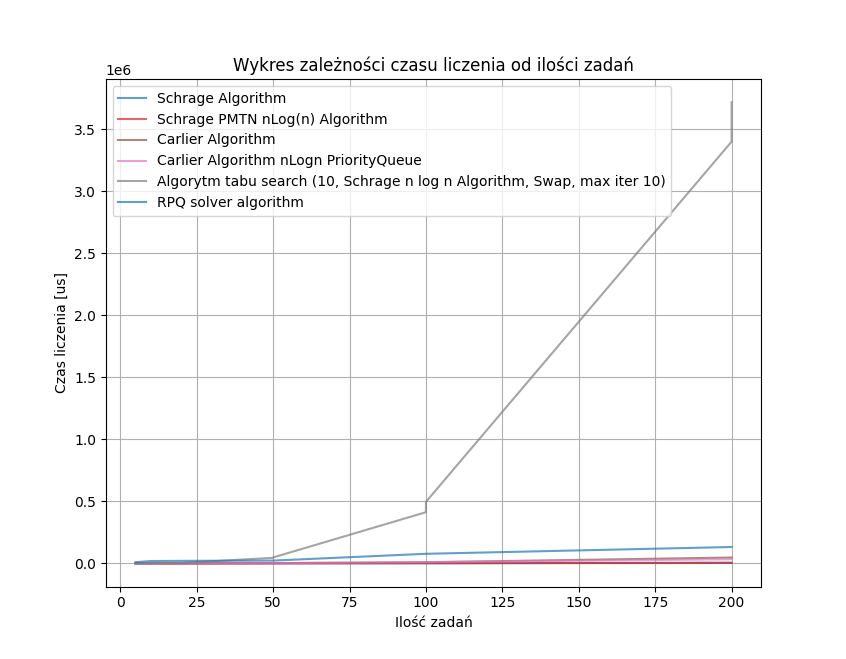 Wykres zależności czasu liczenia od ilości zadań
1e6
Schrage Algorithm
Schrage PMTN nLog(n) Algorithm
Carlier Algorithm
Carlier Algorithm nLogn PriorityQueue
Algorytm tabu search (10, Schrage n log n Algorithm, Swap, max iter 10)
RPQ solver algorithm
3.5
3.0
2.5
2.0
1.5
1.0
0.5
0.0
Czas liczenia [us]
0 25 50 75 100 125 150 175 200
Ilość zadań